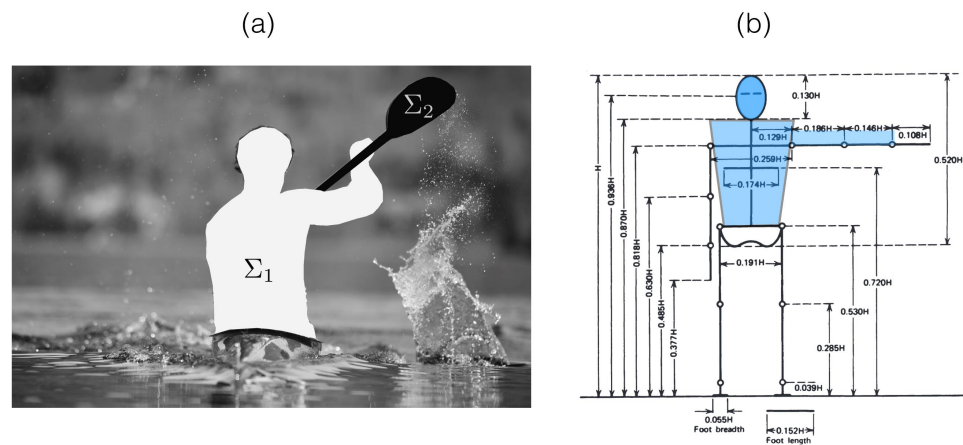 (a)
(b)
Σ₁
Σ₂
H
0.936H
0.870H
0.818H
0.630H
0.485H
0.377H
0.130H
0.186H
0.146H
0.108H
0.129H
0.259H
0.174H
0.520H
0.191H
0.720H
0.530H
0.285H
0.039H
0.055H
Foot breadth
0.152H
Foot length